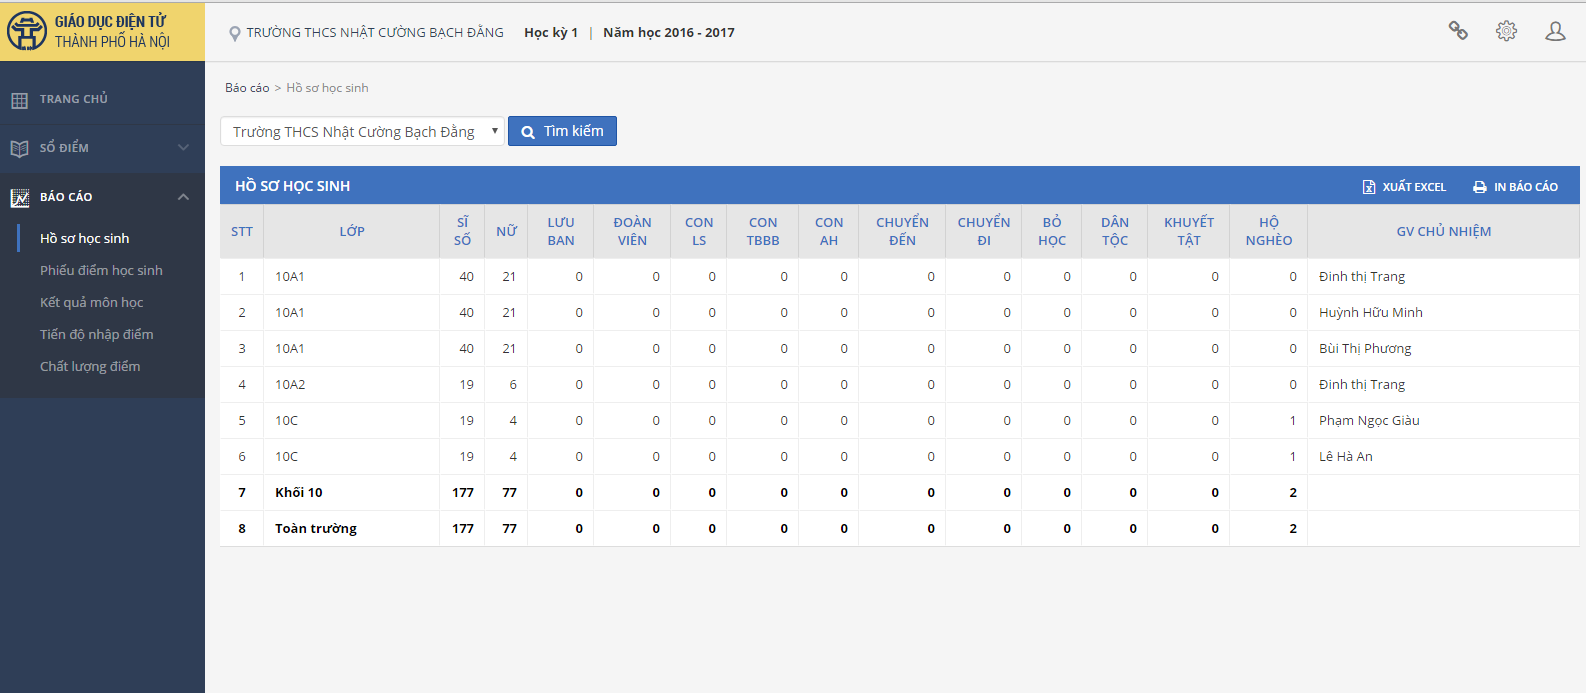 GIÁO DỤC ĐIỆN TỬ
THÀNH PHỐ HÀ NỘI
TRƯỜNG THCS NHẬT CƯỜNG BẠCH ĐẰNG Học kỳ 1 | Năm học 2016 - 2017
TRANG CHỦ
SỔ ĐIỂM
BÁO CÁO
Hồ sơ học sinh
Phiếu điểm học sinh
Kết quả môn học
Tiến độ nhập điểm
Chất lượng điểm
Báo cáo > Hồ sơ học sinh
Trường THCS Nhật Cường Bạch Đằng Tìm kiếm
HỒ SƠ HỌC SINH XUẤT EXCEL IN BÁO CÁO
STT LỚP SĨ SỐ NỮ LƯU BAN ĐOÀN VIÊN CON LS CON TBBB CON AH CHUYỂN ĐẾN CHUYỂN ĐI BỎ HỌC DÂN TỘC KHUYẾT TẬT HỘ NGHÈO GV CHỦ NHIỆM
1 10A1 40 21 0 0 0 0 0 0 0 0 0 0 0 Đinh thị Trang
2 10A1 40 21 0 0 0 0 0 0 0 0 0 0 0 Huỳnh Hữu Minh
3 10A1 40 21 0 0 0 0 0 0 0 0 0 0 0 Bùi Thị Phương
4 10A2 19 6 0 0 0 0 0 0 0 0 0 0 0 Đinh thị Trang
5 10C 19 4 0 0 0 0 0 0 0 0 0 0 1 Phạm Ngọc Giàu
6 10C 19 4 0 0 0 0 0 0 0 0 0 0 1 Lê Hà An
7 Khối 10 177 77 0 0 0 0 0 0 0 0 0 0 2
8 Toàn trường 177 77 0 0 0 0 0 0 0 0 0 0 2